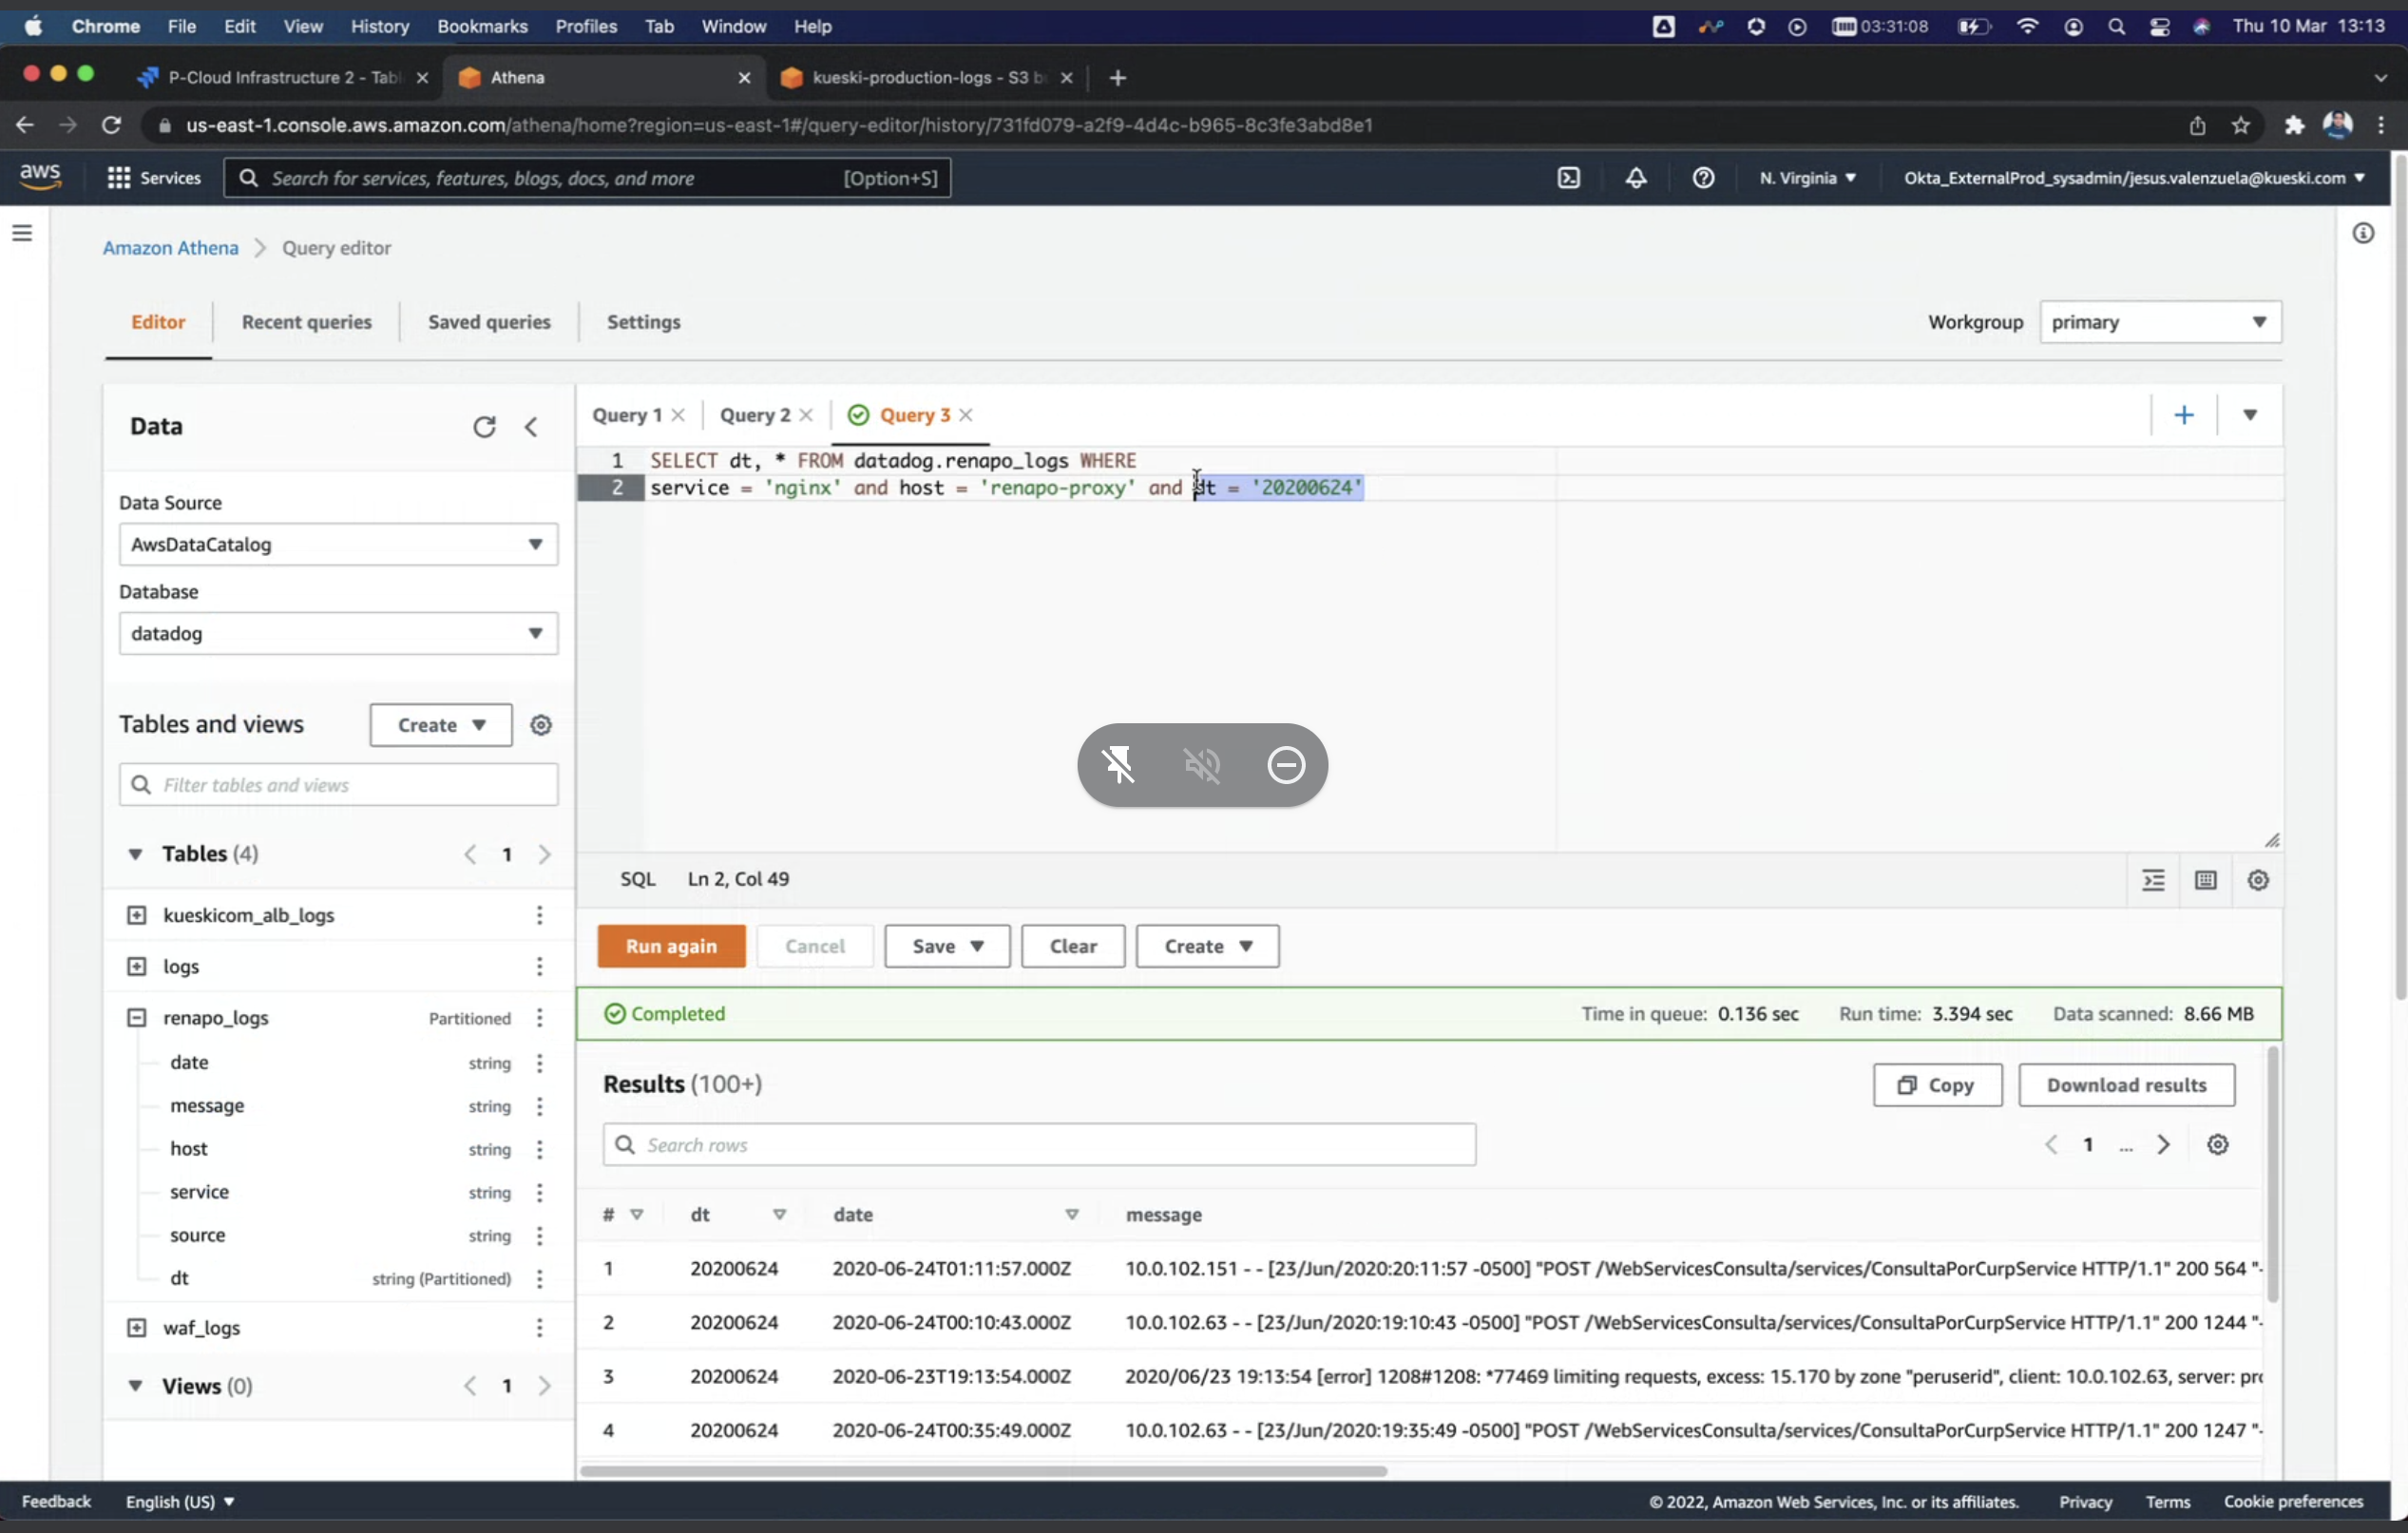 Chrome File Edit View History Bookmarks Profiles Tab Window Help 03:31:08 Thu 10 Mar 13:13
P-Cloud Infrastructure 2 - Tabl Athena kueski-production-logs - S3 b
us-east-1.console.aws.amazon.com/athena/home?region=us-east-1#/query-editor/history/731fd079-a2f9-4d4c-b965-8c3fe3abd8e1
aws Services Search for services, features, blogs, docs, and more [Option+S] N. Virginia Okta_ExternalProd_sysadmin/jesus.valenzuela@kueski.com
Amazon Athena Query editor
Editor Recent queries Saved queries Settings Workgroup primary
Data
Data Source
AwsDataCatalog
Database
datadog
Tables and views Create
Filter tables and views
Tables (4) 1
kueskicom_alb_logs
logs
renapo_logs Partitioned
date string
message string
host string
service string
source string
dt string (Partitioned)
waf_logs
Views (0) 1
Query 1 Query 2 Query 3
1 SELECT dt, * FROM datadog.renapo_logs WHERE
2 service = 'nginx' and host = 'renapo-proxy' and dt = '20200624'
SQL Ln 2, Col 49
Run again Cancel Save Clear Create
Completed Time in queue: 0.136 sec Run time: 3.394 sec Data scanned: 8.66 MB
Results (100+) Copy Download results
Search rows 1 ...
# dt date message
1 20200624 2020-06-24T01:11:57.000Z 10.0.102.151 - - [23/Jun/2020:20:11:57 -0500] "POST /WebServicesConsulta/services/ConsultaPorCurpService HTTP/1.1" 200 564 "-
2 20200624 2020-06-24T00:10:43.000Z 10.0.102.63 - - [23/Jun/2020:19:10:43 -0500] "POST /WebServicesConsulta/services/ConsultaPorCurpService HTTP/1.1" 200 1244 "-
3 20200624 2020-06-23T19:13:54.000Z 2020/06/23 19:13:54 [error] 1208#1208: *77469 limiting requests, excess: 15.170 by zone "peruserid", client: 10.0.102.63, server: pro
4 20200624 2020-06-24T00:35:49.000Z 10.0.102.63 - - [23/Jun/2020:19:35:49 -0500] "POST /WebServicesConsulta/services/ConsultaPorCurpService HTTP/1.1" 200 1247 "-
Feedback English (US) © 2022, Amazon Web Services, Inc. or its affiliates. Privacy Terms Cookie preferences